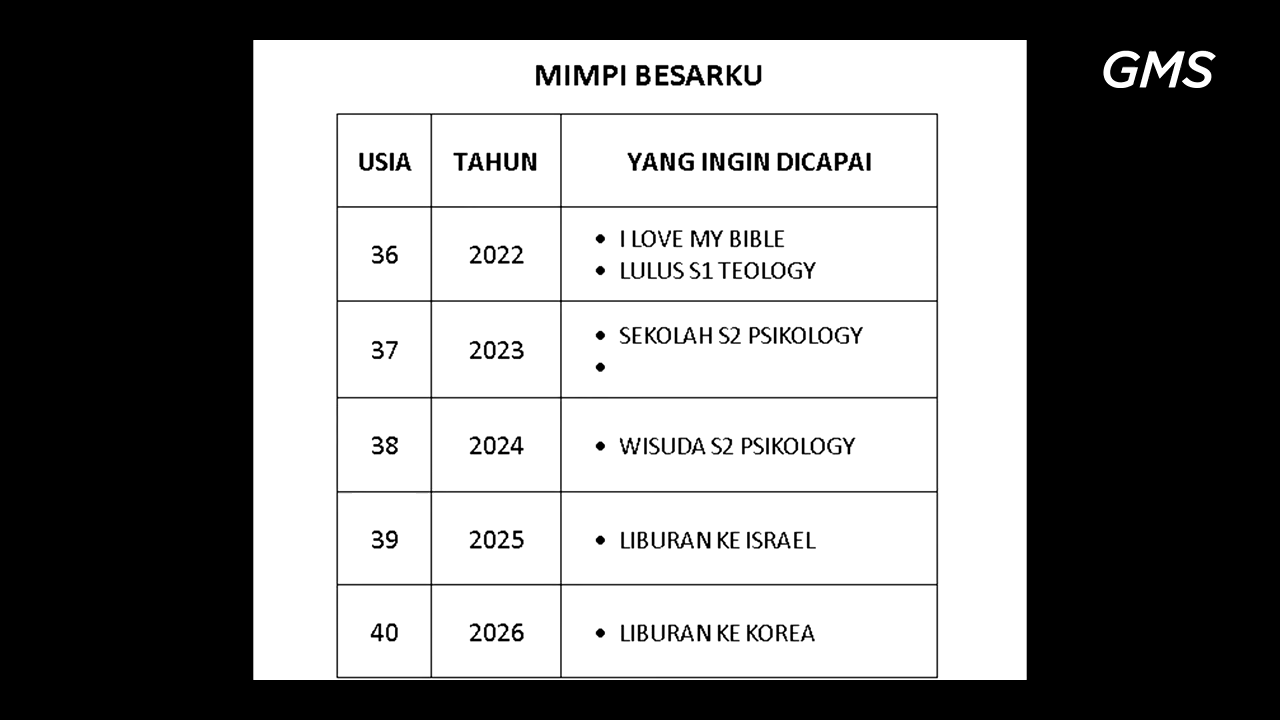 MIMPI BESARKU
GMS
USIA TAHUN YANG INGIN DICAPAI
36 2022 • I LOVE MY BIBLE
• LULUS S1 TEOLOGY
37 2023 • SEKOLAH S2 PSIKOLOGY
•
38 2024 • WISUDA S2 PSIKOLOGY
39 2025 • LIBURAN KE ISRAEL
40 2026 • LIBURAN KE KOREA